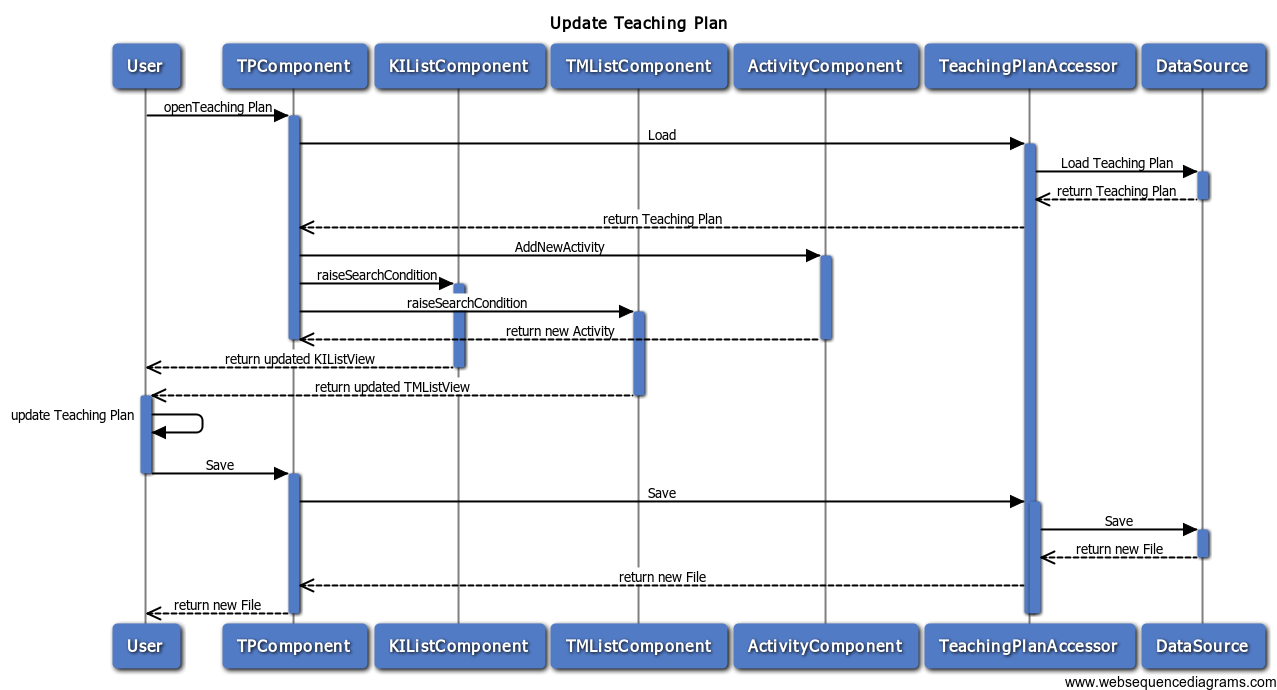 Update Teaching Plan
User
TPComponent
KIListComponent
TMListComponent
ActivityComponent
TeachingPlanAccessor
DataSource
openTeaching Plan
Load
Load Teaching Plan
return Teaching Plan
return Teaching Plan
AddNewActivity
raiseSearchCondition
raiseSearchCondition
return new Activity
return updated KIListView
return updated TMListView
update Teaching Plan
Save
Save
Save
return new File
return new File
return new File
User
TPComponent
KIListComponent
TMListComponent
ActivityComponent
TeachingPlanAccessor
DataSource
www.websequencediagrams.com